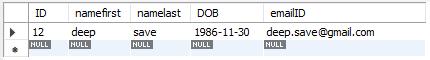 ID namefirst namelast DOB emailID
12 deep save 1986-11-30 deep.save@gmail.com
NULL NULL NULL NULL NULL